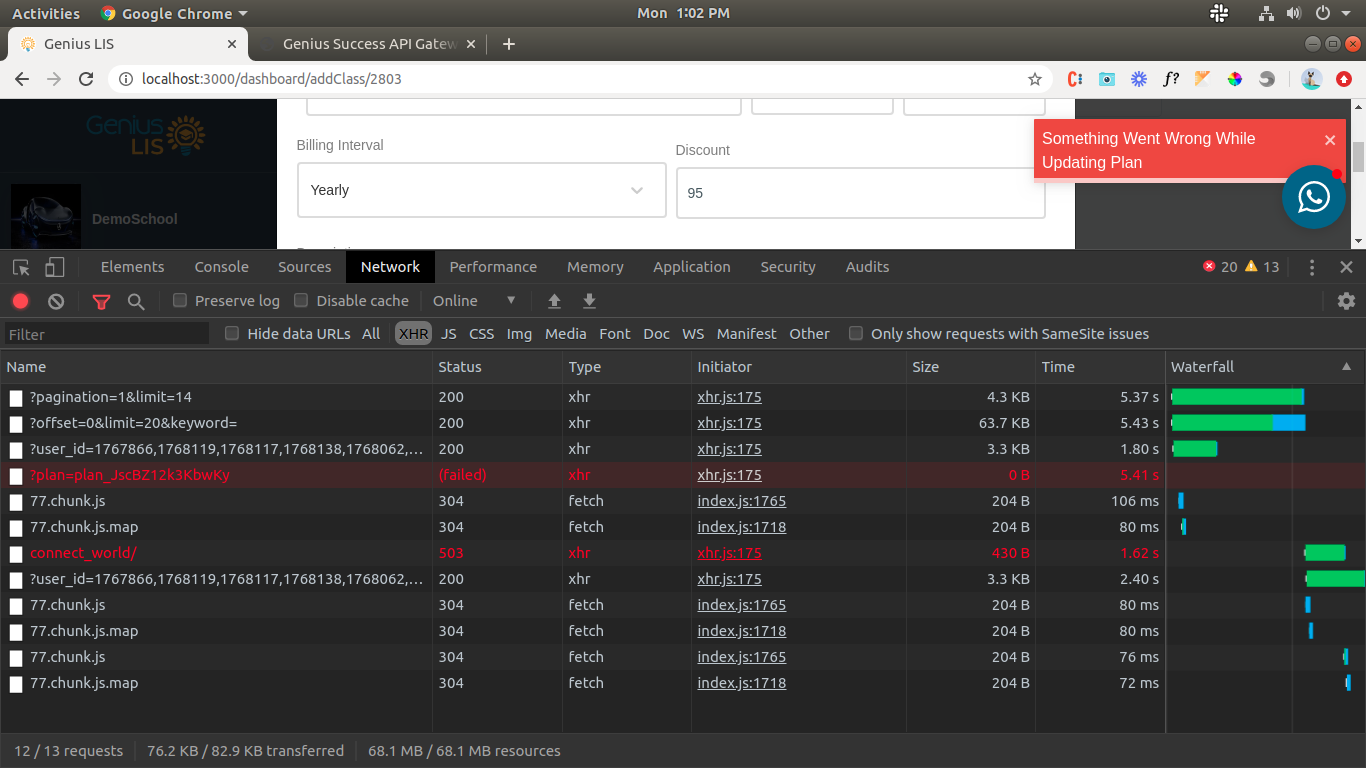 Activities Google Chrome Mon 1:02 PM
Genius LIS Genius Success API Gatew
localhost:3000/dashboard/addClass/2803
Genius
LIS
DemoSchool
Billing Interval
Discount
Yearly
95
Something Went Wrong While
Updating Plan
Elements Console Sources Network Performance Memory Application Security Audits 20 13
Preserve log Disable cache Online
Filter Hide data URLs All XHR JS CSS Img Media Font Doc WS Manifest Other Only show requests with SameSite issues
Name Status Type Initiator Size Time Waterfall
?pagination=1&limit=14 200 xhr xhr.js:175 4.3 KB 5.37 s
?offset=0&limit=20&keyword= 200 xhr xhr.js:175 63.7 KB 5.43 s
?user_id=1767866,1768119,1768117,1768138,1768062,... 200 xhr xhr.js:175 3.3 KB 1.80 s
?plan=plan_JscBZ12k3KbwKy (failed) xhr xhr.js:175 0 B 5.41 s
77.chunk.js 304 fetch index.js:1765 204 B 106 ms
77.chunk.js.map 304 fetch index.js:1718 204 B 80 ms
connect_world/ 503 xhr xhr.js:175 430 B 1.62 s
?user_id=1767866,1768119,1768117,1768138,1768062,... 200 xhr xhr.js:175 3.3 KB 2.40 s
77.chunk.js 304 fetch index.js:1765 204 B 80 ms
77.chunk.js.map 304 fetch index.js:1718 204 B 80 ms
77.chunk.js 304 fetch index.js:1765 204 B 76 ms
77.chunk.js.map 304 fetch index.js:1718 204 B 72 ms
12 / 13 requests 76.2 KB / 82.9 KB transferred 68.1 MB / 68.1 MB resources